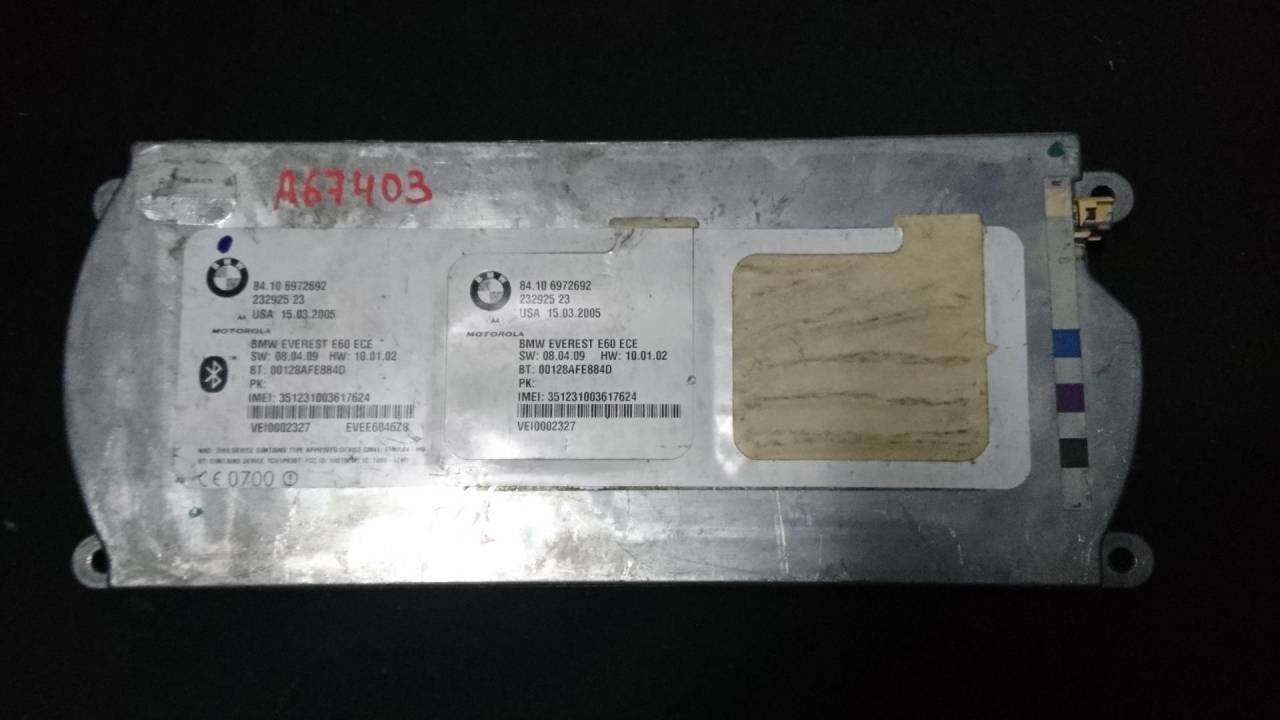 A67403
BMW
84.10 6972692
232925 23
USA 15.03.2005
MOTOROLA
BMW EVEREST E60 ECE
SW: 08.04.09 HW: 10.01.02
BT: 00128AFE884D
PK:
IMEI: 351231003617624
VEI0002327 EVEE6046Z8
CE 0700
BMW
84.10 6972692
232925 23
USA 15.03.2005
MOTOROLA
BMW EVEREST E60 ECE
SW: 08.04.09 HW: 10.01.02
BT: 00128AFE884D
PK:
IMEI: 351231003617624
VEI0002327